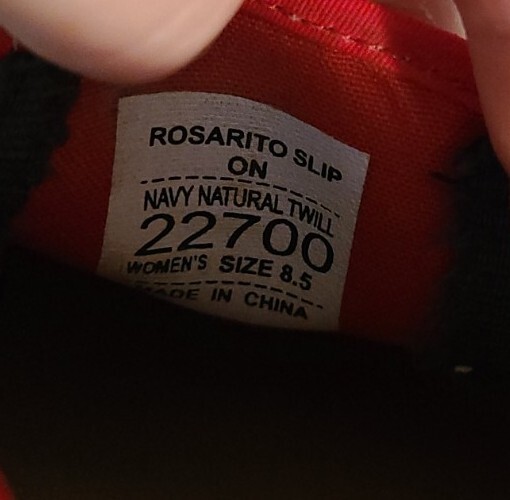 ROSARITO SLIP
ON
NAVY NATURAL TWILL
22700
WOMEN'S SIZE 8.5
MADE IN CHINA